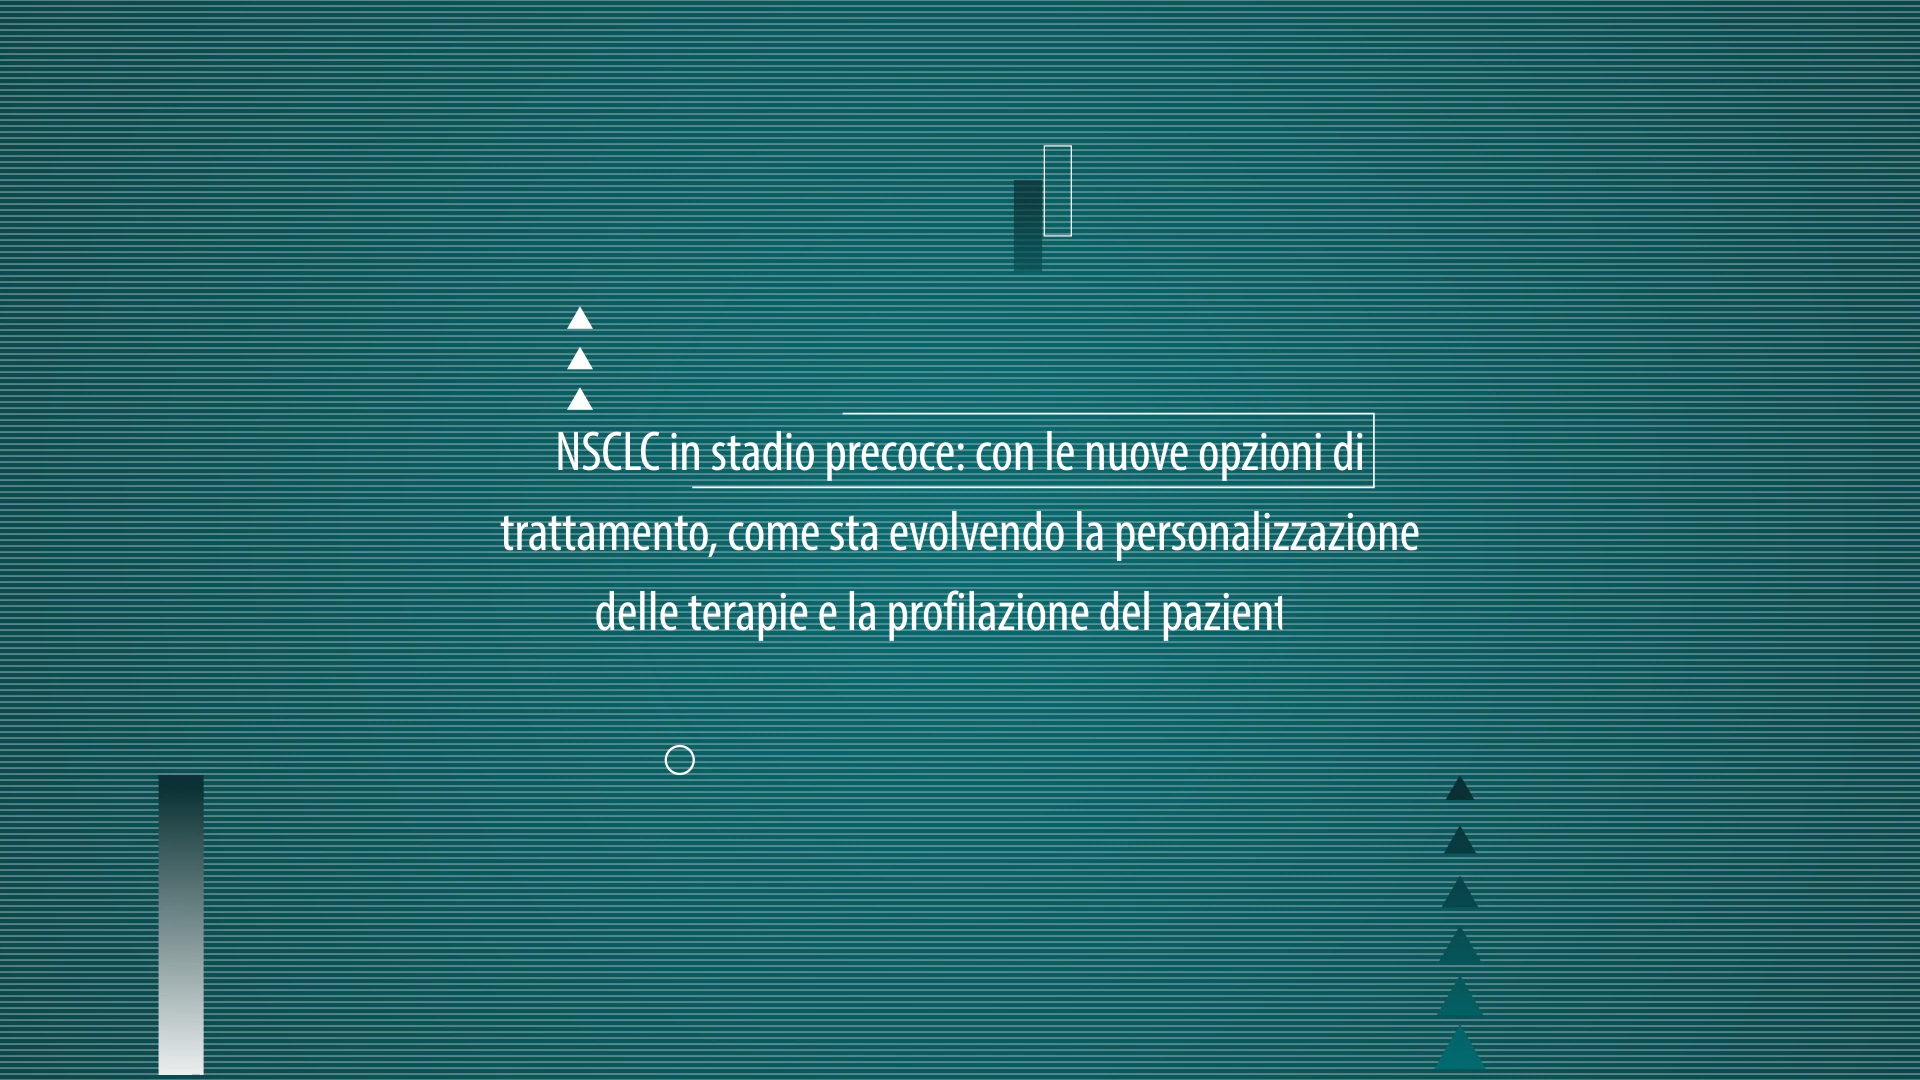 NSCLC in stadio precoce: con le nuove opzioni di
trattamento, come sta evolvendo la personalizzazione
delle terapie e la profilazione del pazient